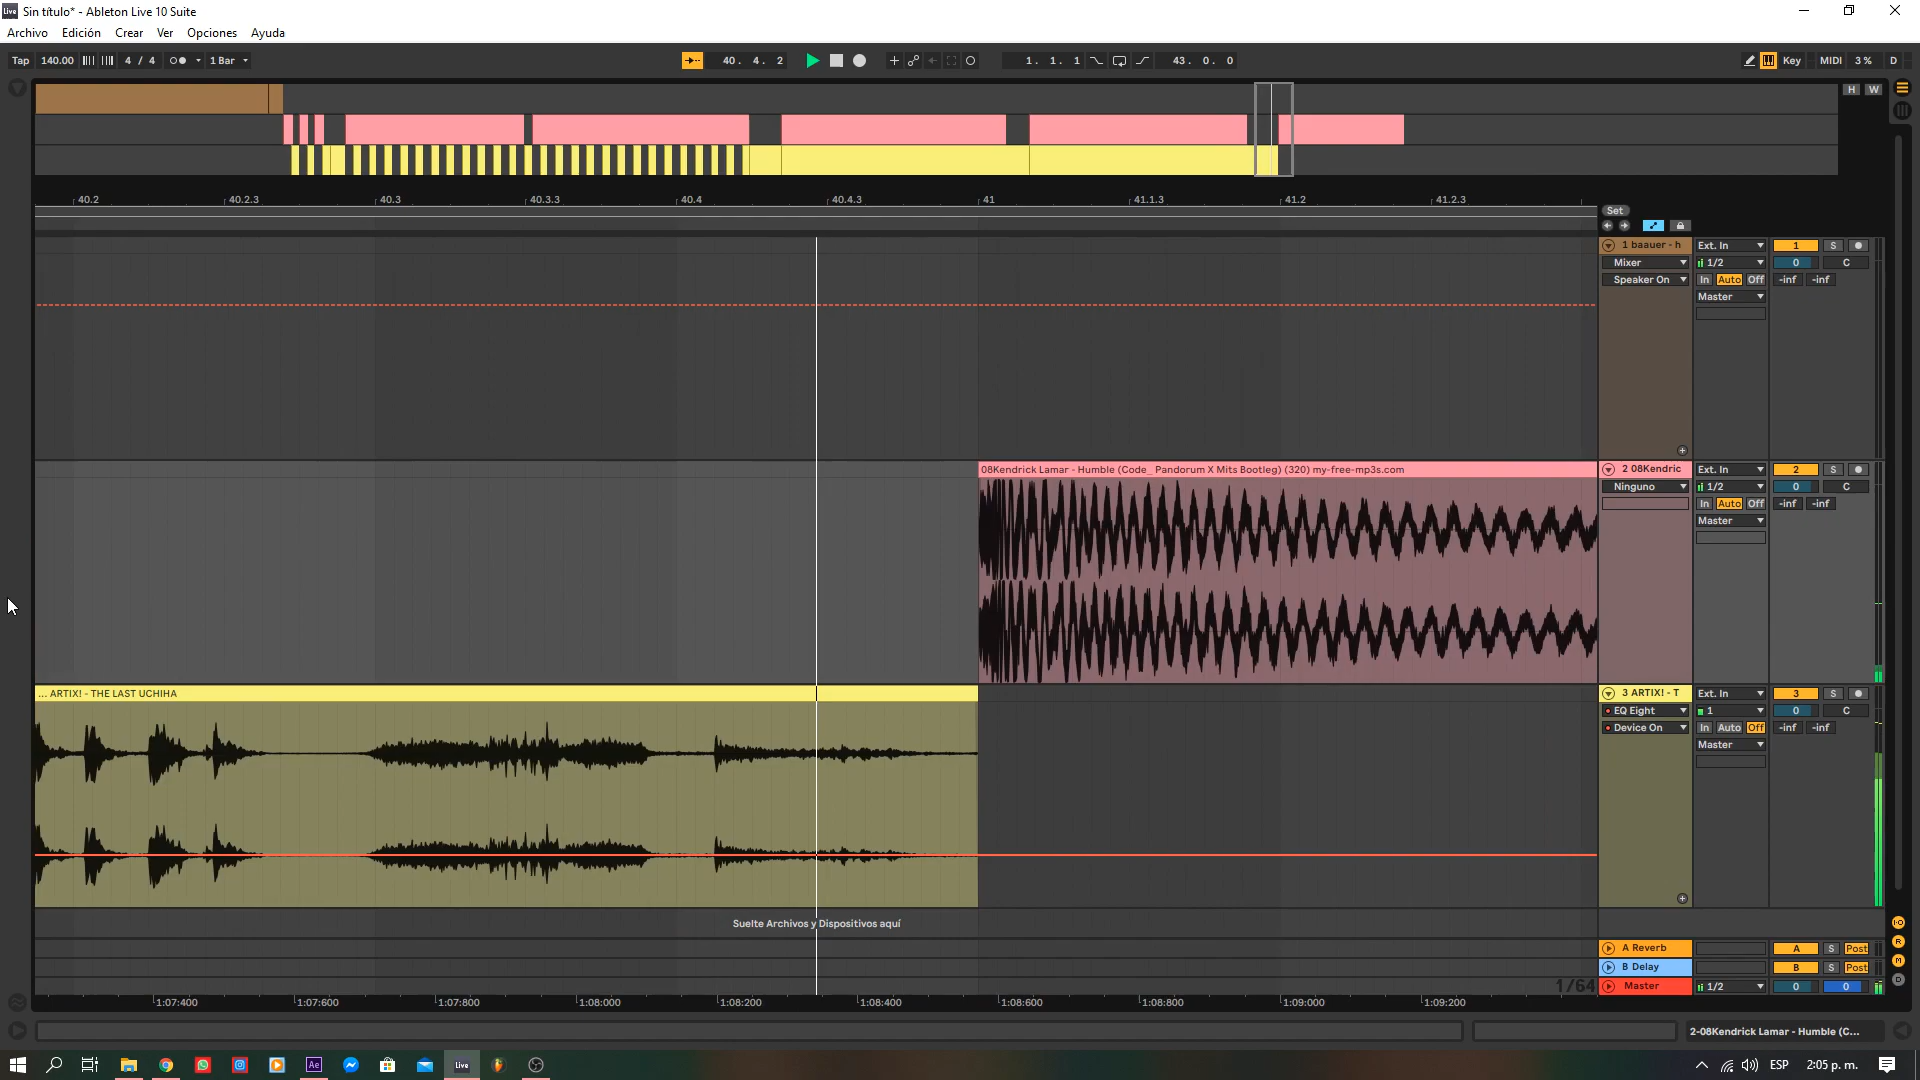 Live Sin título* - Ableton Live 10 Suite
Archivo Edición Crear Ver Opciones Ayuda
Tap 140.00 4 / 4 1 Bar 40. 4. 2 1. 1. 1 43. 0. 0 Key MIDI 3 % D
H W
40.2 40.2.3 40.3 40.3.3 40.4 40.4.3 41 41.1.3 41.2 41.2.3
Set
1 baauer - h Ext. In 1 S
Mixer 1/2 0 C
Speaker On In Auto Off -inf -inf
Master
08Kendrick Lamar - Humble (Code_ Pandorum X Mits Bootleg) (320) my-free-mp3s.com 2 08Kendric Ext. In 2 S
Ninguno 1/2 0 C
In Auto Off -inf -inf
Master
... ARTIX! - THE LAST UCHIHA 3 ARTIX! - T Ext. In 3 S
EQ Eight 1 0 C
Device On In Auto Off -inf -inf
Master
Suelte Archivos y Dispositivos aquí
A Reverb A S Post
B Delay B S Post
1/64 Master 1/2 0 0
I·O
R
M
D
1:07:400 1:07:600 1:07:800 1:08:000 1:08:200 1:08:400 1:08:600 1:08:800 1:09:000 1:09:200
2-08Kendrick Lamar - Humble (C...
Ae Live ESP 2:05 p. m.